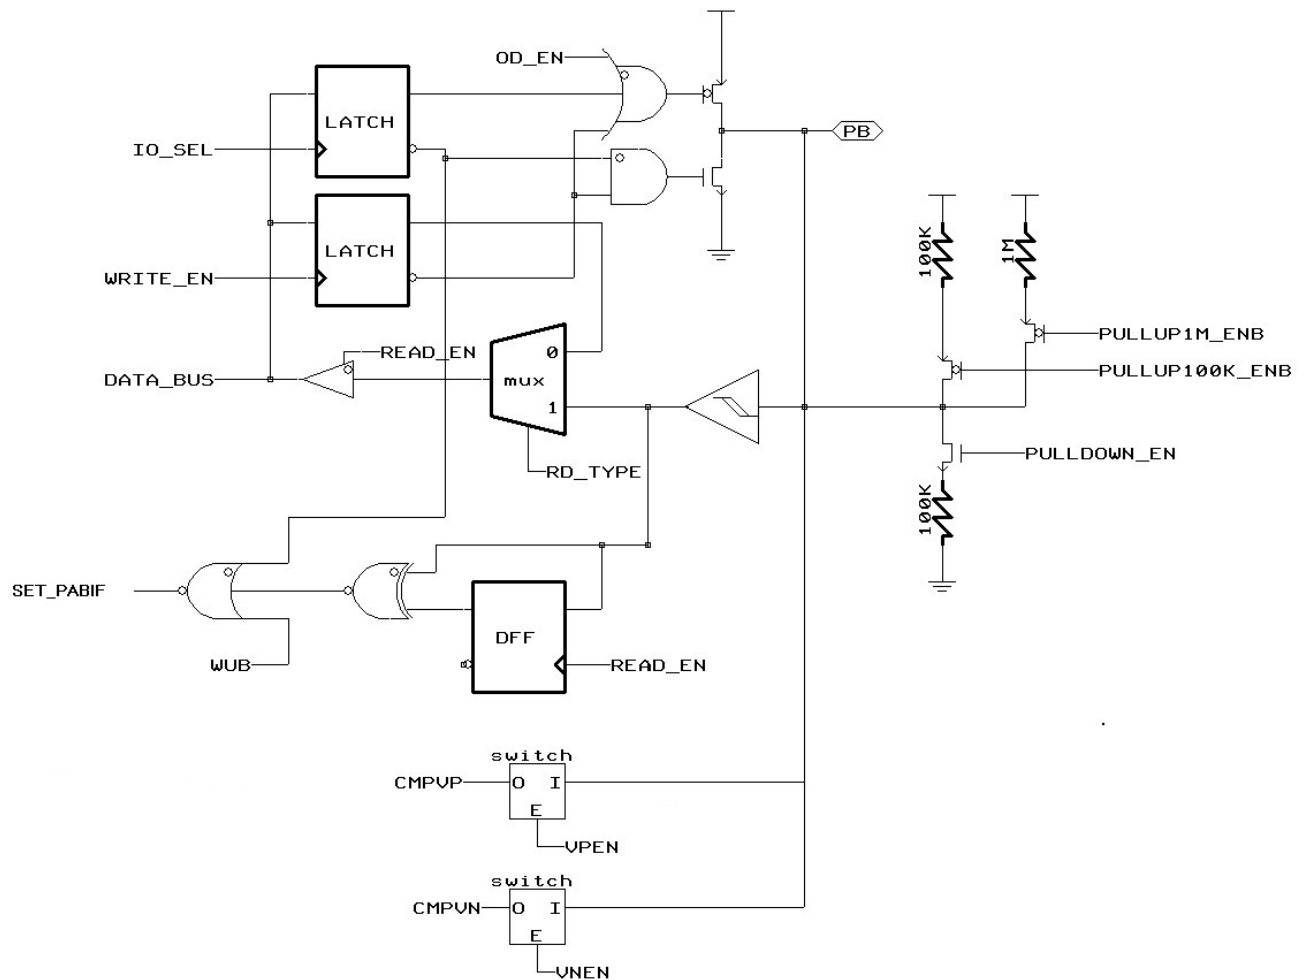 OD_EN
LATCH
PB
IO_SEL
LATCH
100K
1M
WRITE_EN
PULLUP1M_ENB
READ_EN
0
DATA_BUS
mux
PULLUP100K_ENB
1
PULLDOWN_EN
RD_TYPE
100K
SET_PABIF
DFF
WUB
READ_EN
switch
CMPVP
O I
E
VPEN
switch
CMPVN
O I
E
VNEN